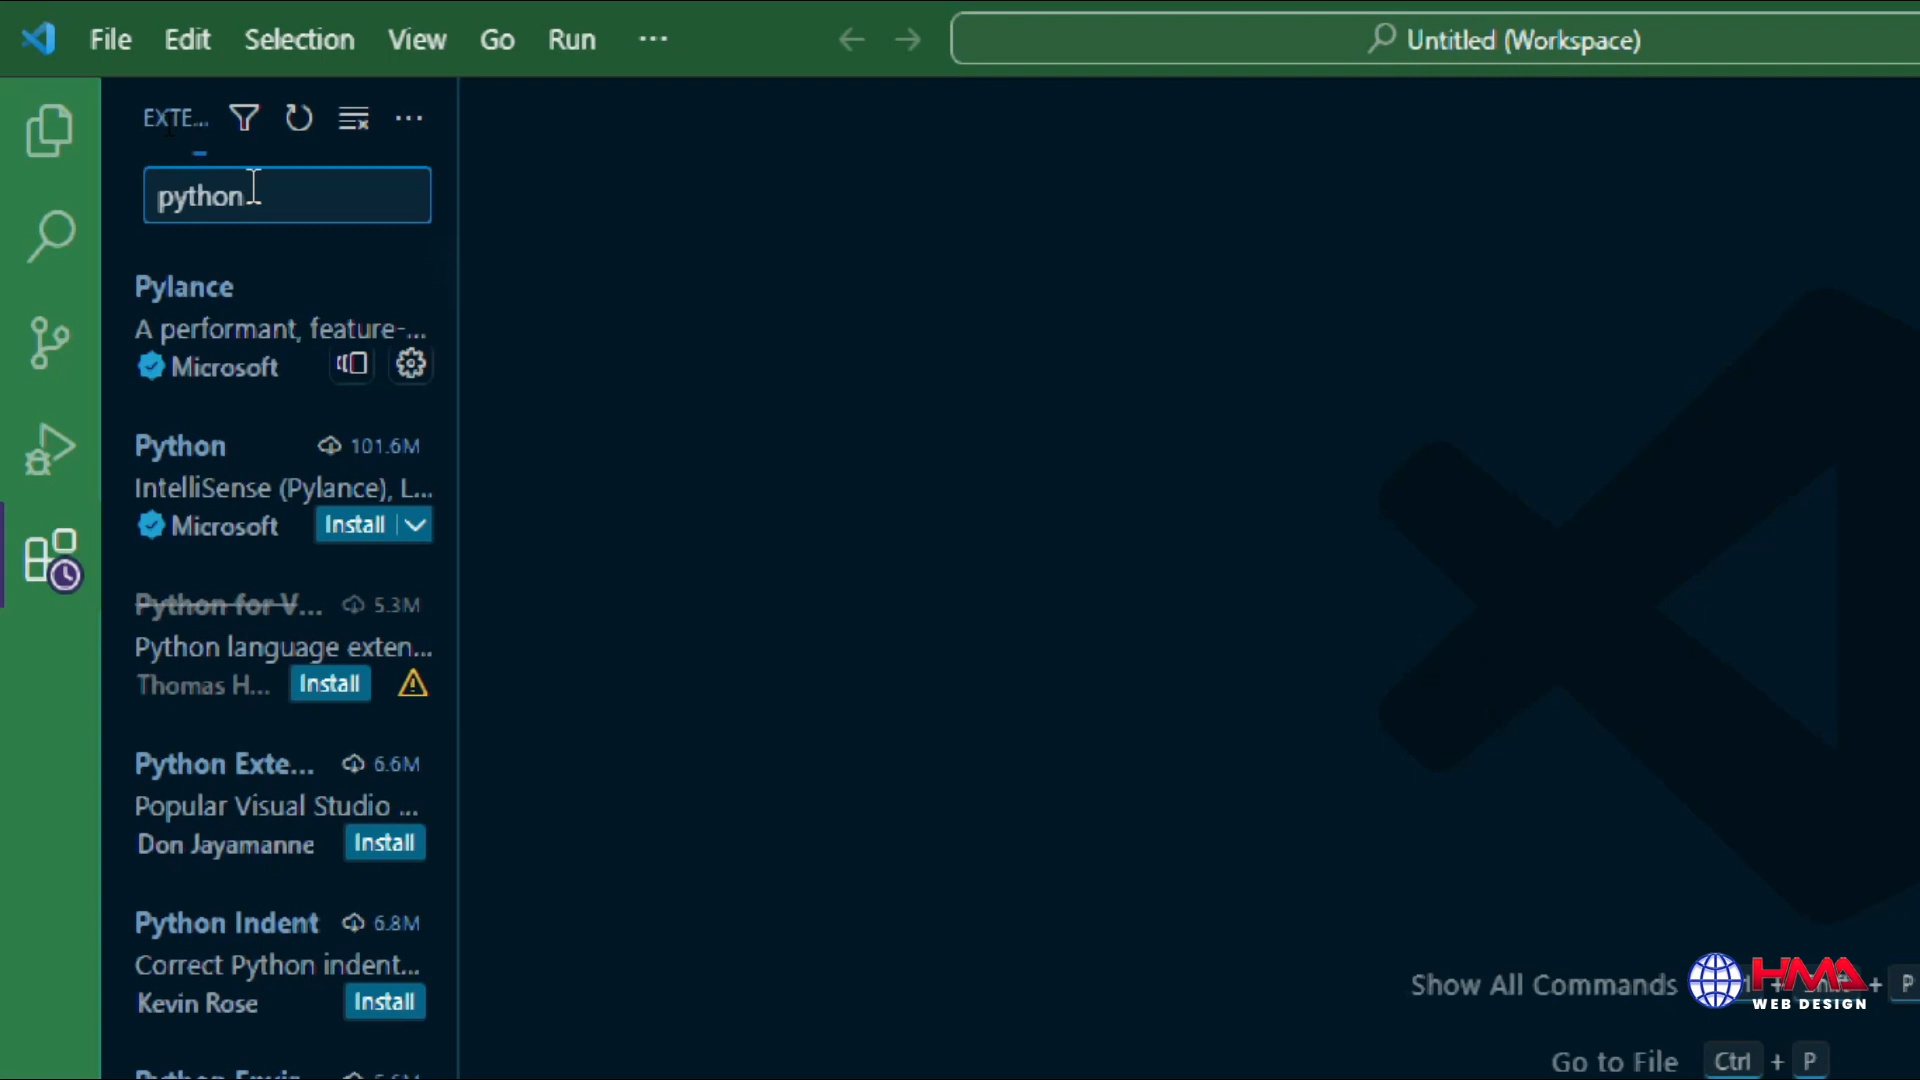 File Edit Selection View Go Run ...
Untitled (Workspace)
EXTE...
python
Pylance
A performant, feature-...
Microsoft
Python 101.6M
IntelliSense (Pylance), L...
Microsoft Install
Python for V... 5.3M
Python language exten...
Thomas H... Install
Python Exte... 6.6M
Popular Visual Studio ...
Don Jayamanne Install
Python Indent 6.8M
Correct Python indent...
Kevin Rose Install
Show All Commands + + P
HMA
WEB DESIGN
Go to File Ctrl + P